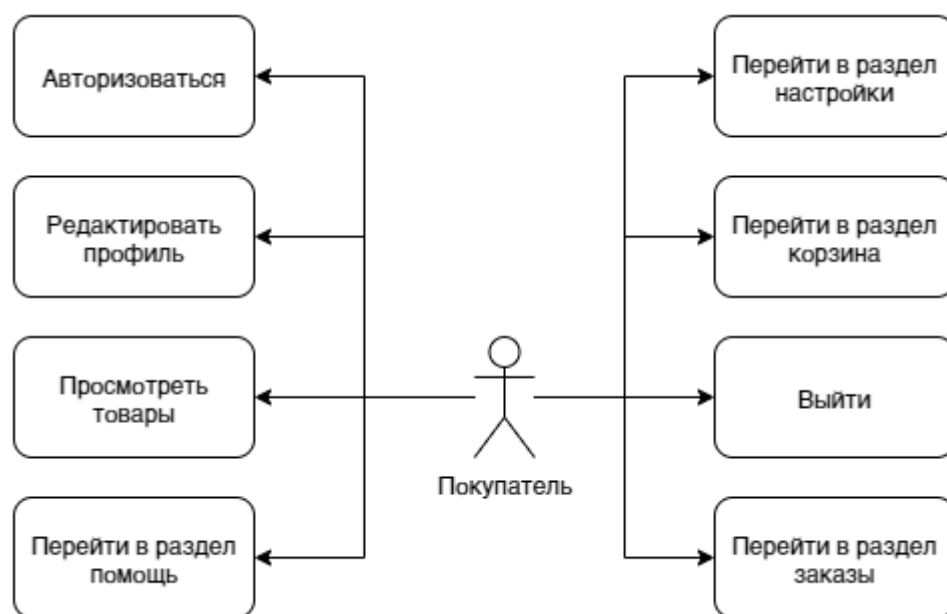 Авторизоваться
Редактировать
профиль
Просмотреть
товары
Перейти в раздел
помощь
Покупатель
Перейти в раздел
настройки
Перейти в раздел
корзина
Выйти
Перейти в раздел
заказы